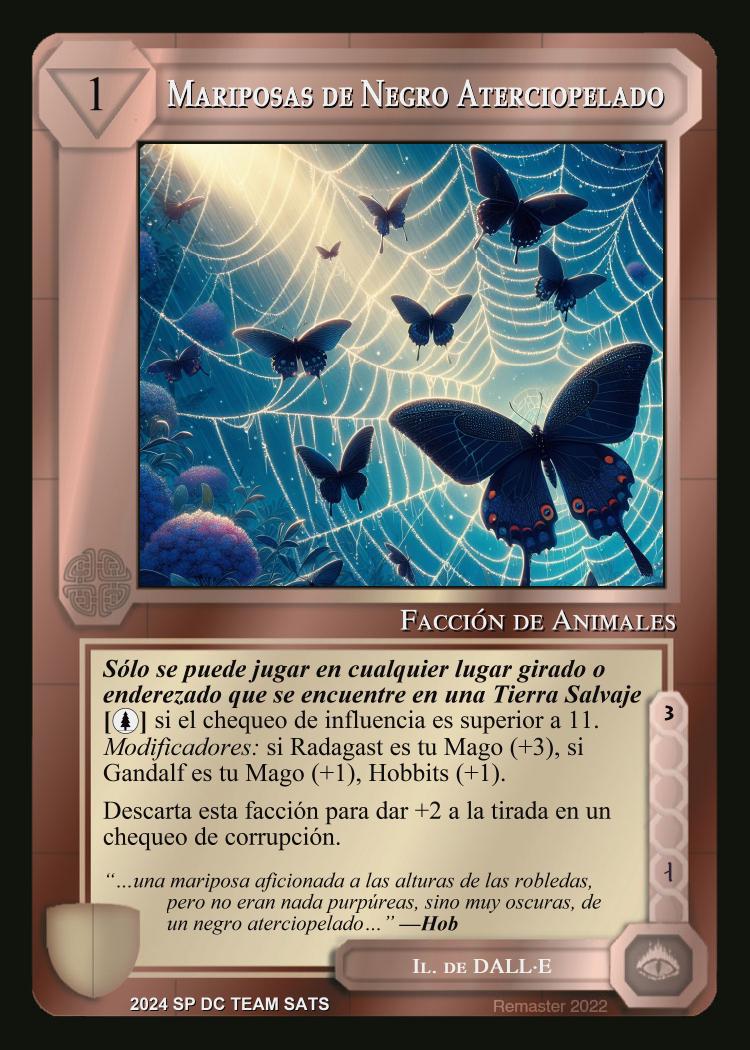 1
Mariposas de Negro Aterciopelado
Facción de Animales
Sólo se puede jugar en cualquier lugar girado o
enderezado que se encuentre en una Tierra Salvaje
[] si el chequeo de influencia es superior a 11.
Modificadores: si Radagast es tu Mago (+3), si
Gandalf es tu Mago (+1), Hobbits (+1).
Descarta esta facción para dar +2 a la tirada en un
chequeo de corrupción.
“...una mariposa aficionada a las alturas de las robledas,
pero no eran nada purpúreas, sino muy oscuras, de
un negro aterciopelado...” —Hob
3
Il. de DALL·E
2024 SP DC TEAM SATS
Remaster 2022